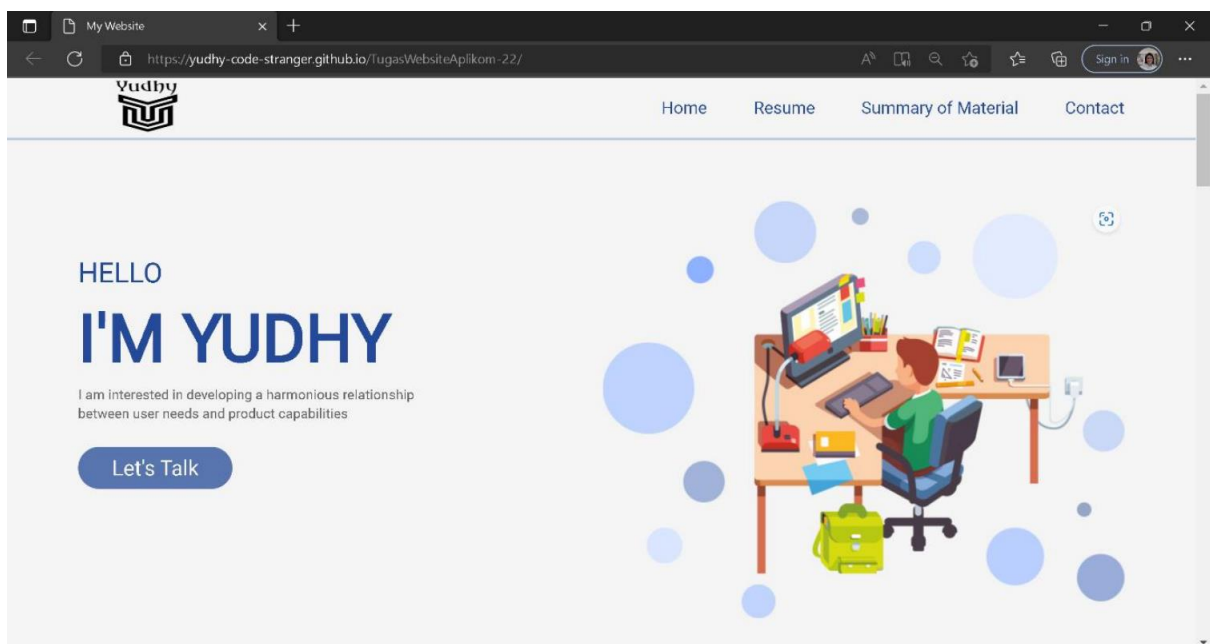 My Website
https://yudhy-code-stranger.github.io/TugasWebsiteAplikom-22/
Sign in
Yudhy
Home Resume Summary of Material Contact
HELLO
I'M YUDHY
I am interested in developing a harmonious relationship
between user needs and product capabilities
Let's Talk